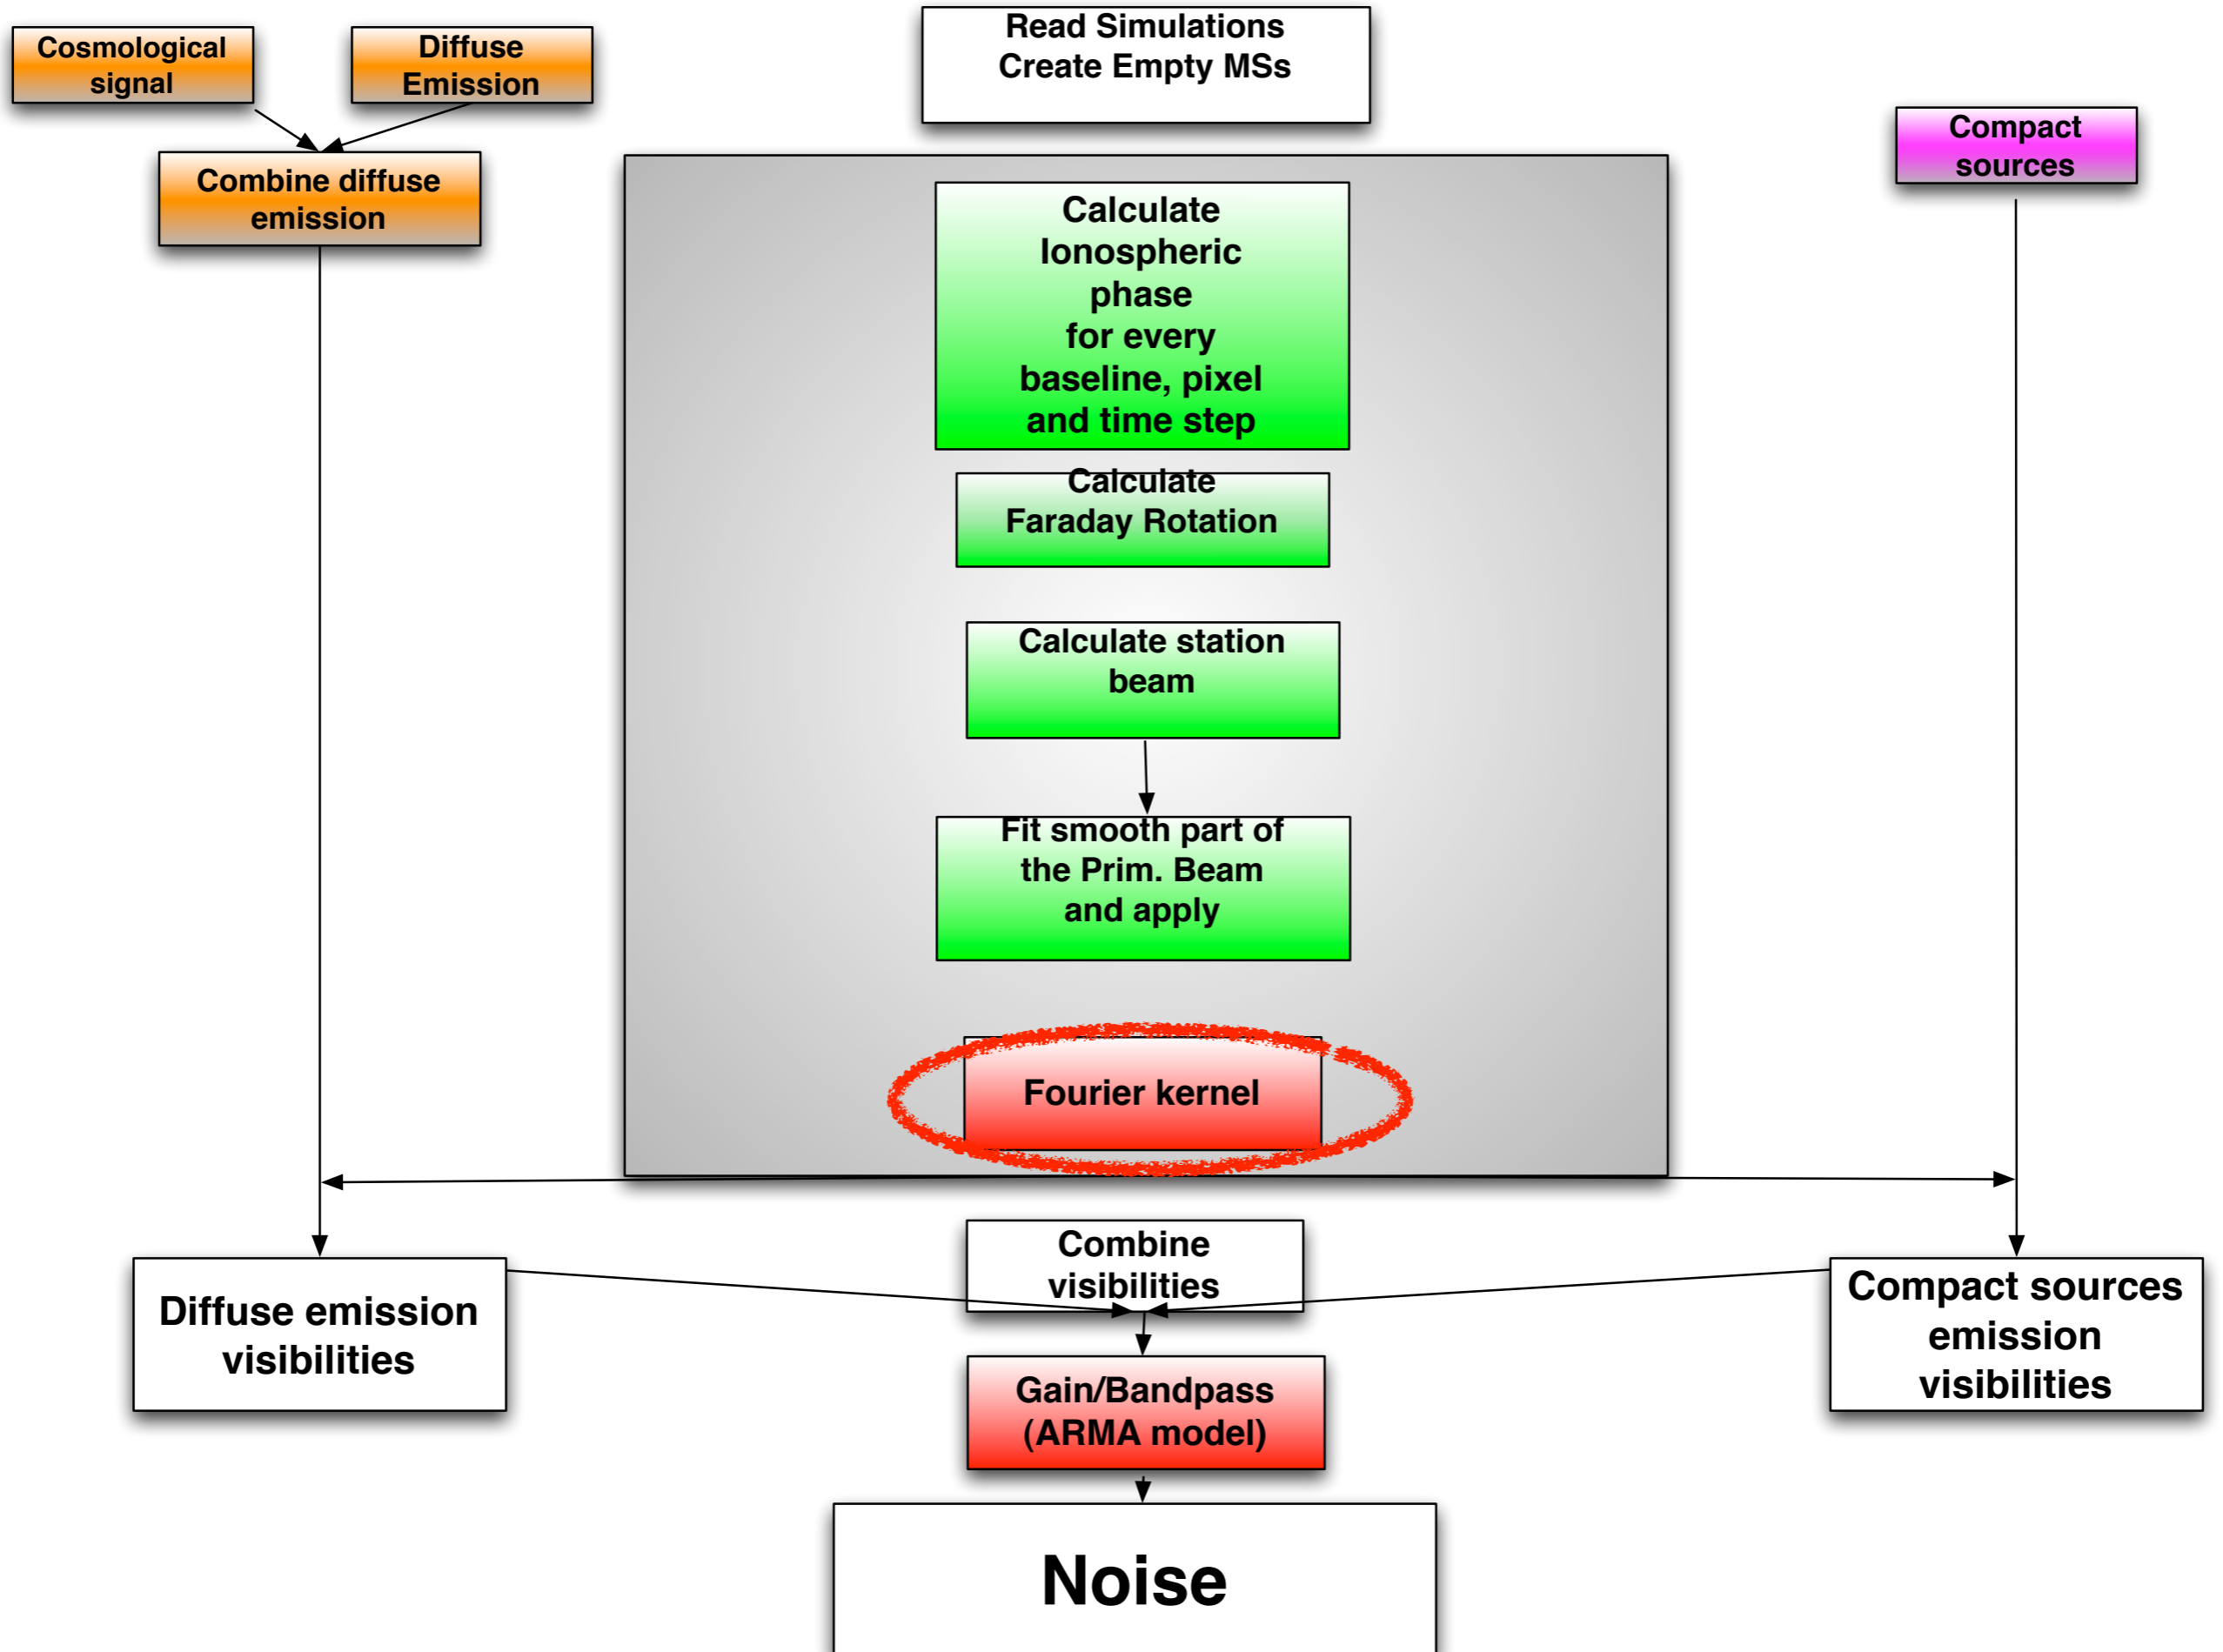 Cosmological
signal
Diffuse
Emission
Read Simulations
Create Empty MSs
Compact
sources
Combine diffuse
emission
Calculate
Ionospheric
phase
for every
baseline, pixel
and time step
Calculate
Faraday Rotation
Calculate station
beam
Fit smooth part of
the Prim. Beam
and apply
Fourier kernel
Combine
visibilities
Diffuse emission
visibilities
Compact sources
emission
visibilities
Gain/Bandpass
(ARMA model)
Noise